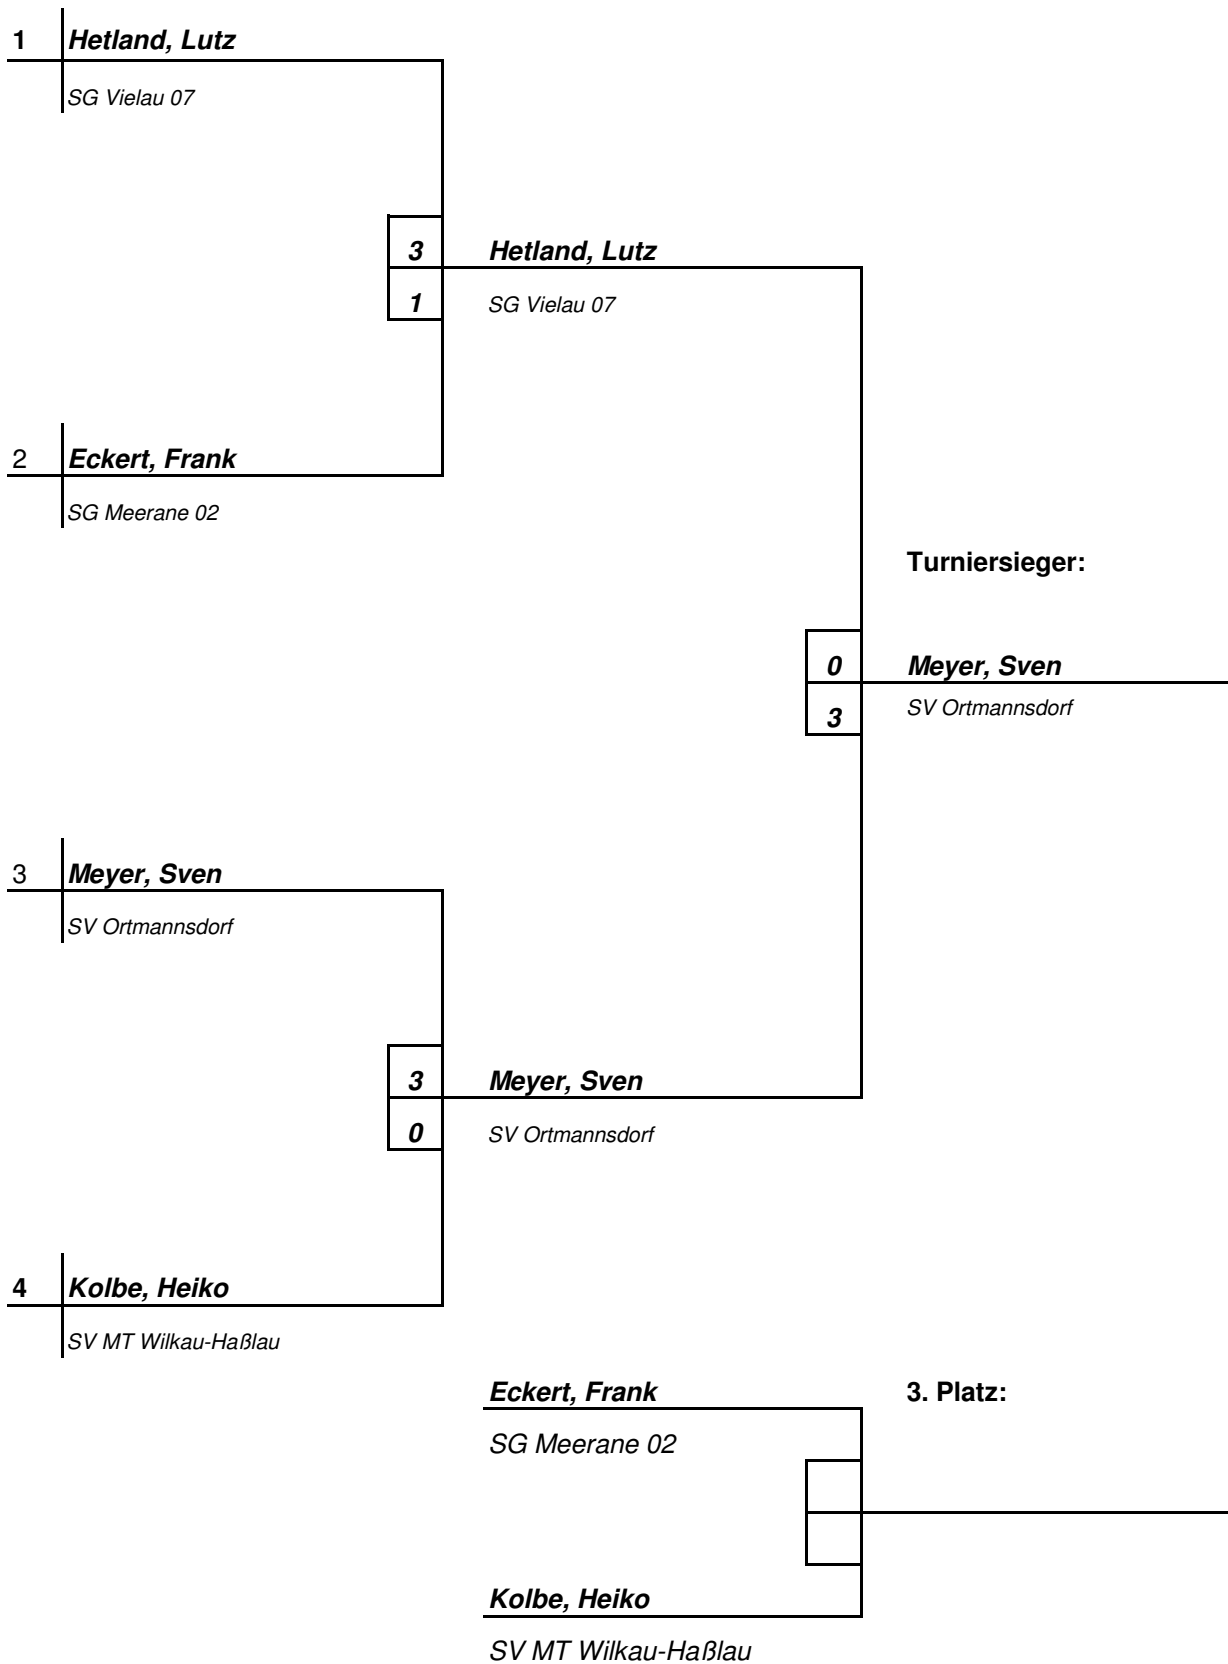 1 Hetland, Lutz
SG Vielau 07
3 Hetland, Lutz
1 SG Vielau 07
2 Eckert, Frank
SG Meerane 02
Turniersieger:
0 Meyer, Sven
3 SV Ortmannsdorf
3 Meyer, Sven
SV Ortmannsdorf
3 Meyer, Sven
0 SV Ortmannsdorf
4 Kolbe, Heiko
SV MT Wilkau-Haßlau
Eckert, Frank 3. Platz:
SG Meerane 02
Kolbe, Heiko
SV MT Wilkau-Haßlau